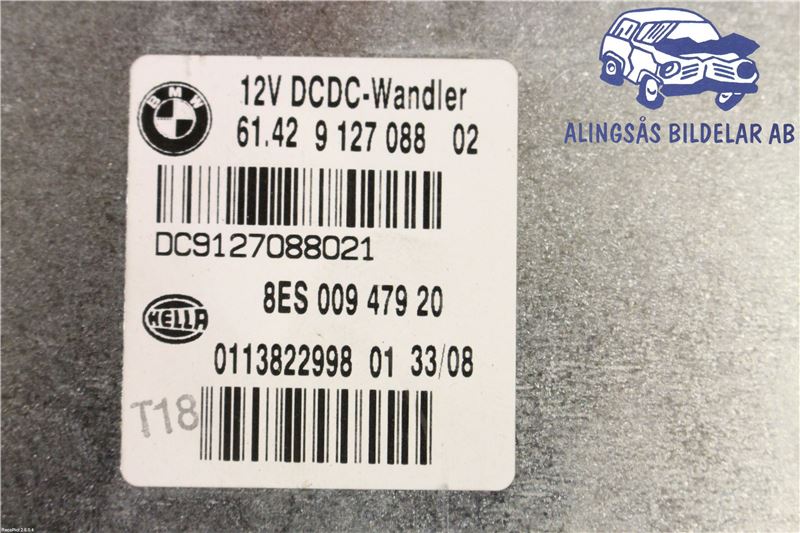 BMW
12V DCDC-Wandler
61.42 9 127 088 02
DC9127088021
8ES 009 479 20
HELLA
0113822998 01 33/08
T18
ALINGSÅS BILDELAR AB